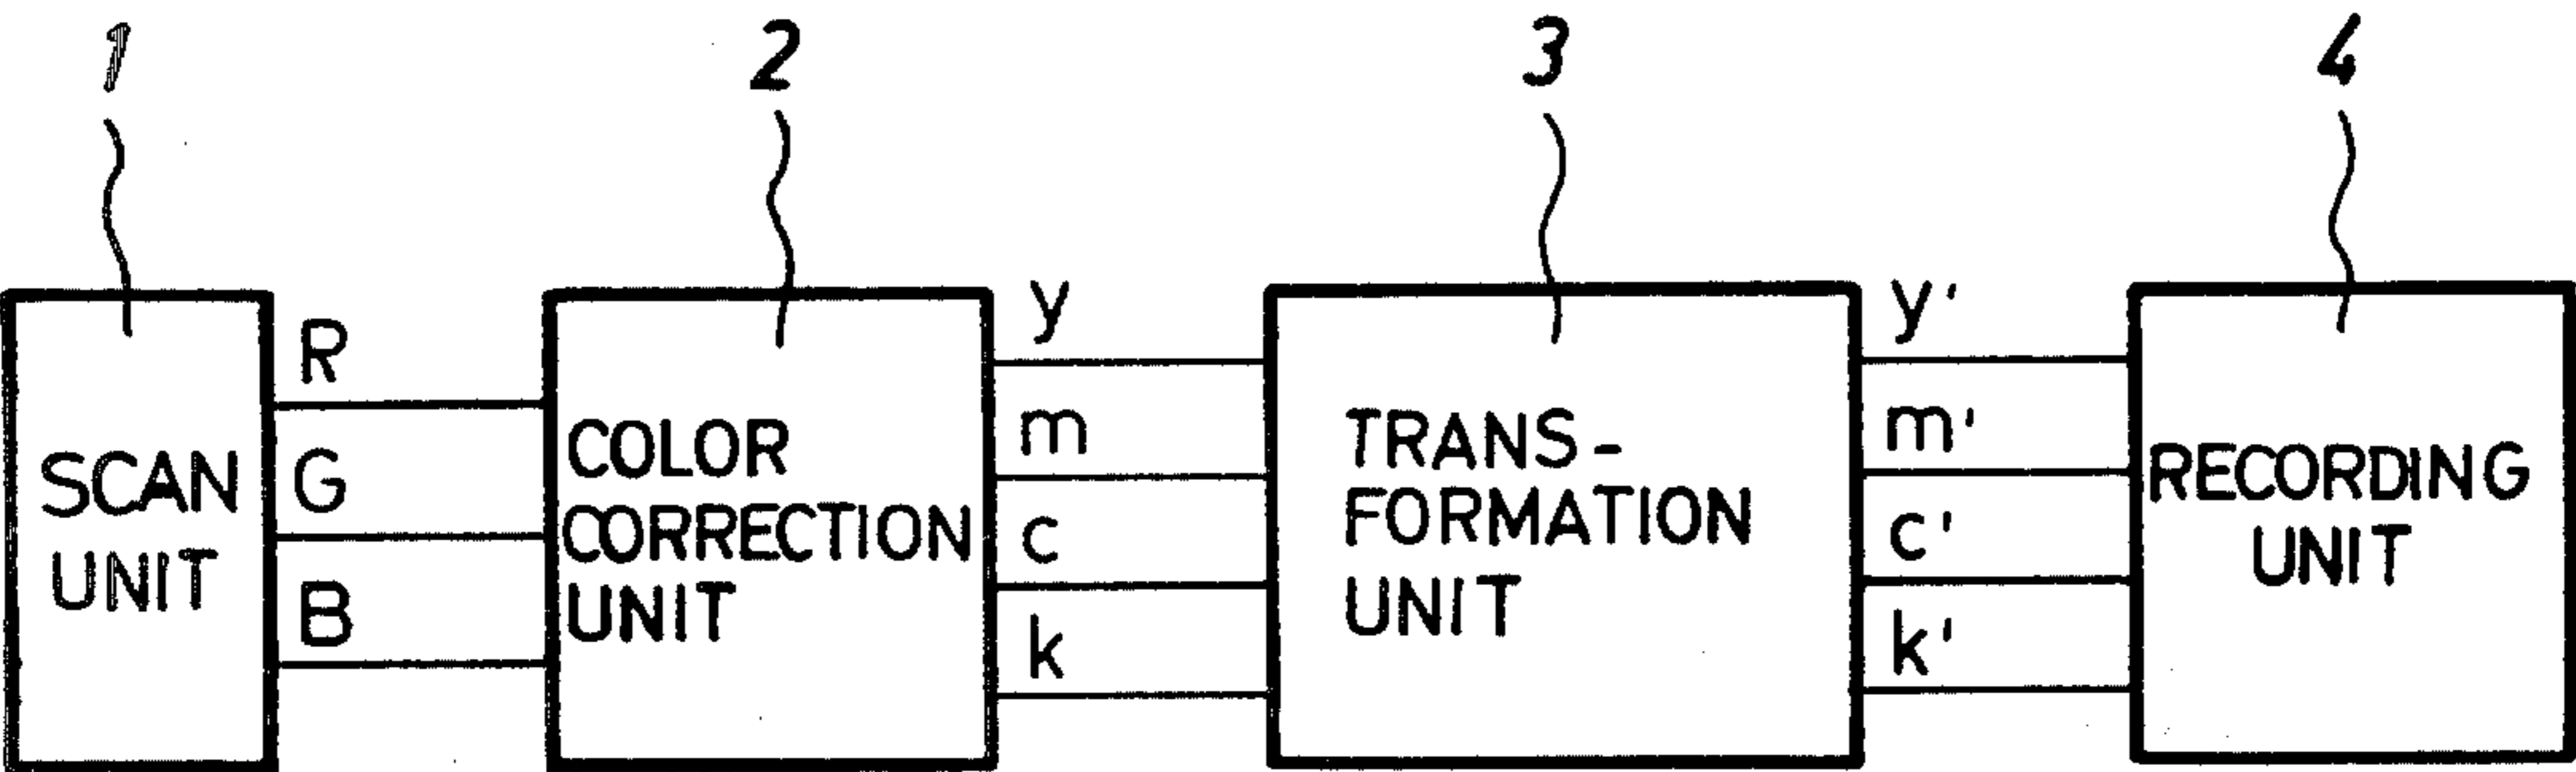 1
2
3
4
SCAN
UNIT
R
G
B
COLOR
CORRECTION
UNIT
y
m
c
k
TRANS-
FORMATION
UNIT
y'
m'
c'
k'
RECORDING
UNIT